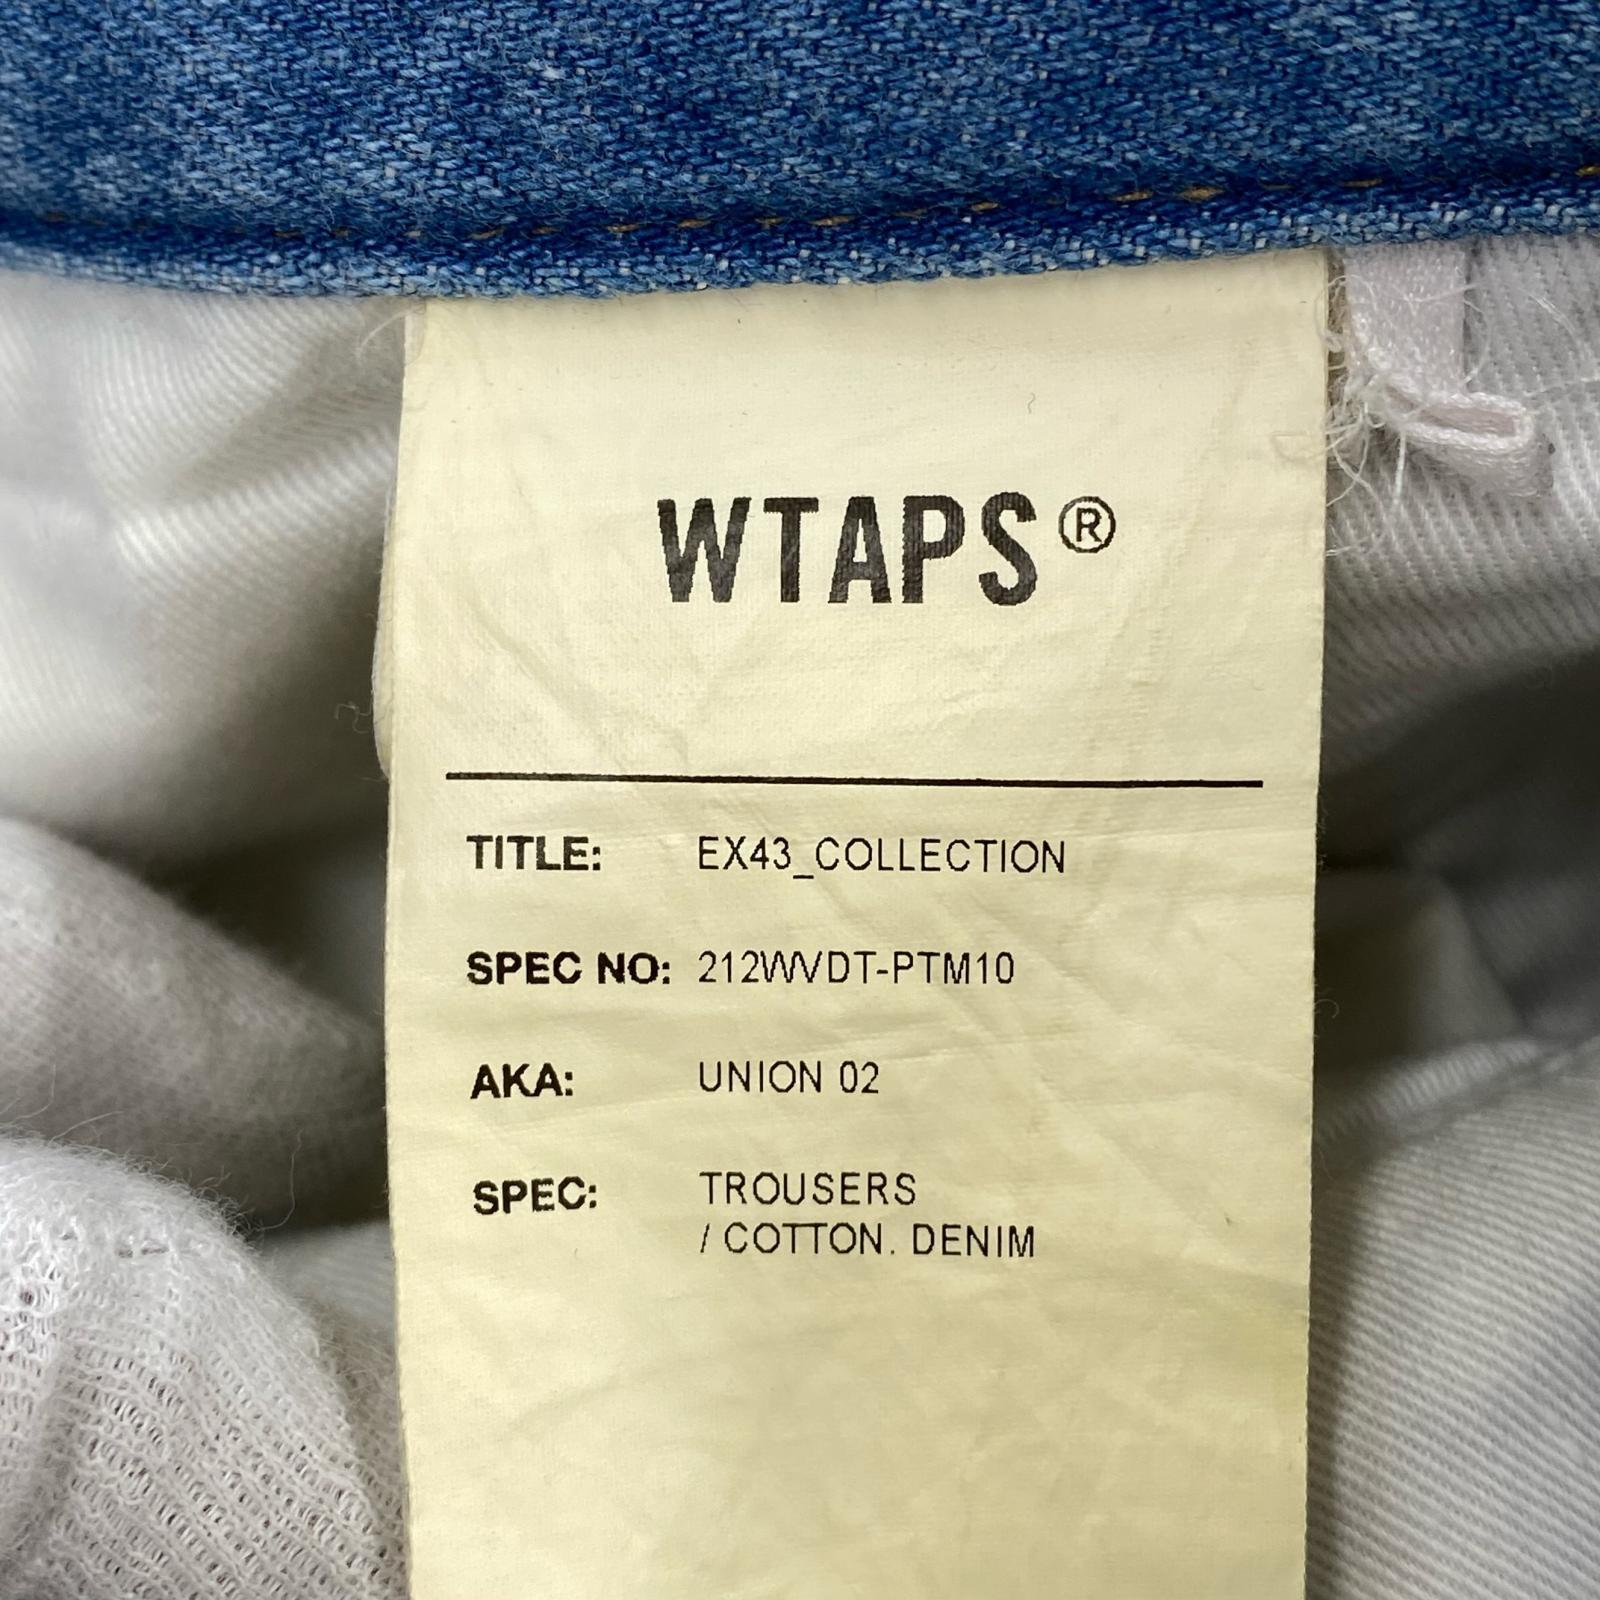 WTAPS®
TITLE: EX43_COLLECTION
SPEC NO: 212WVDT-PTM10
AKA: UNION 02
SPEC: TROUSERS
/ COTTON. DENIM